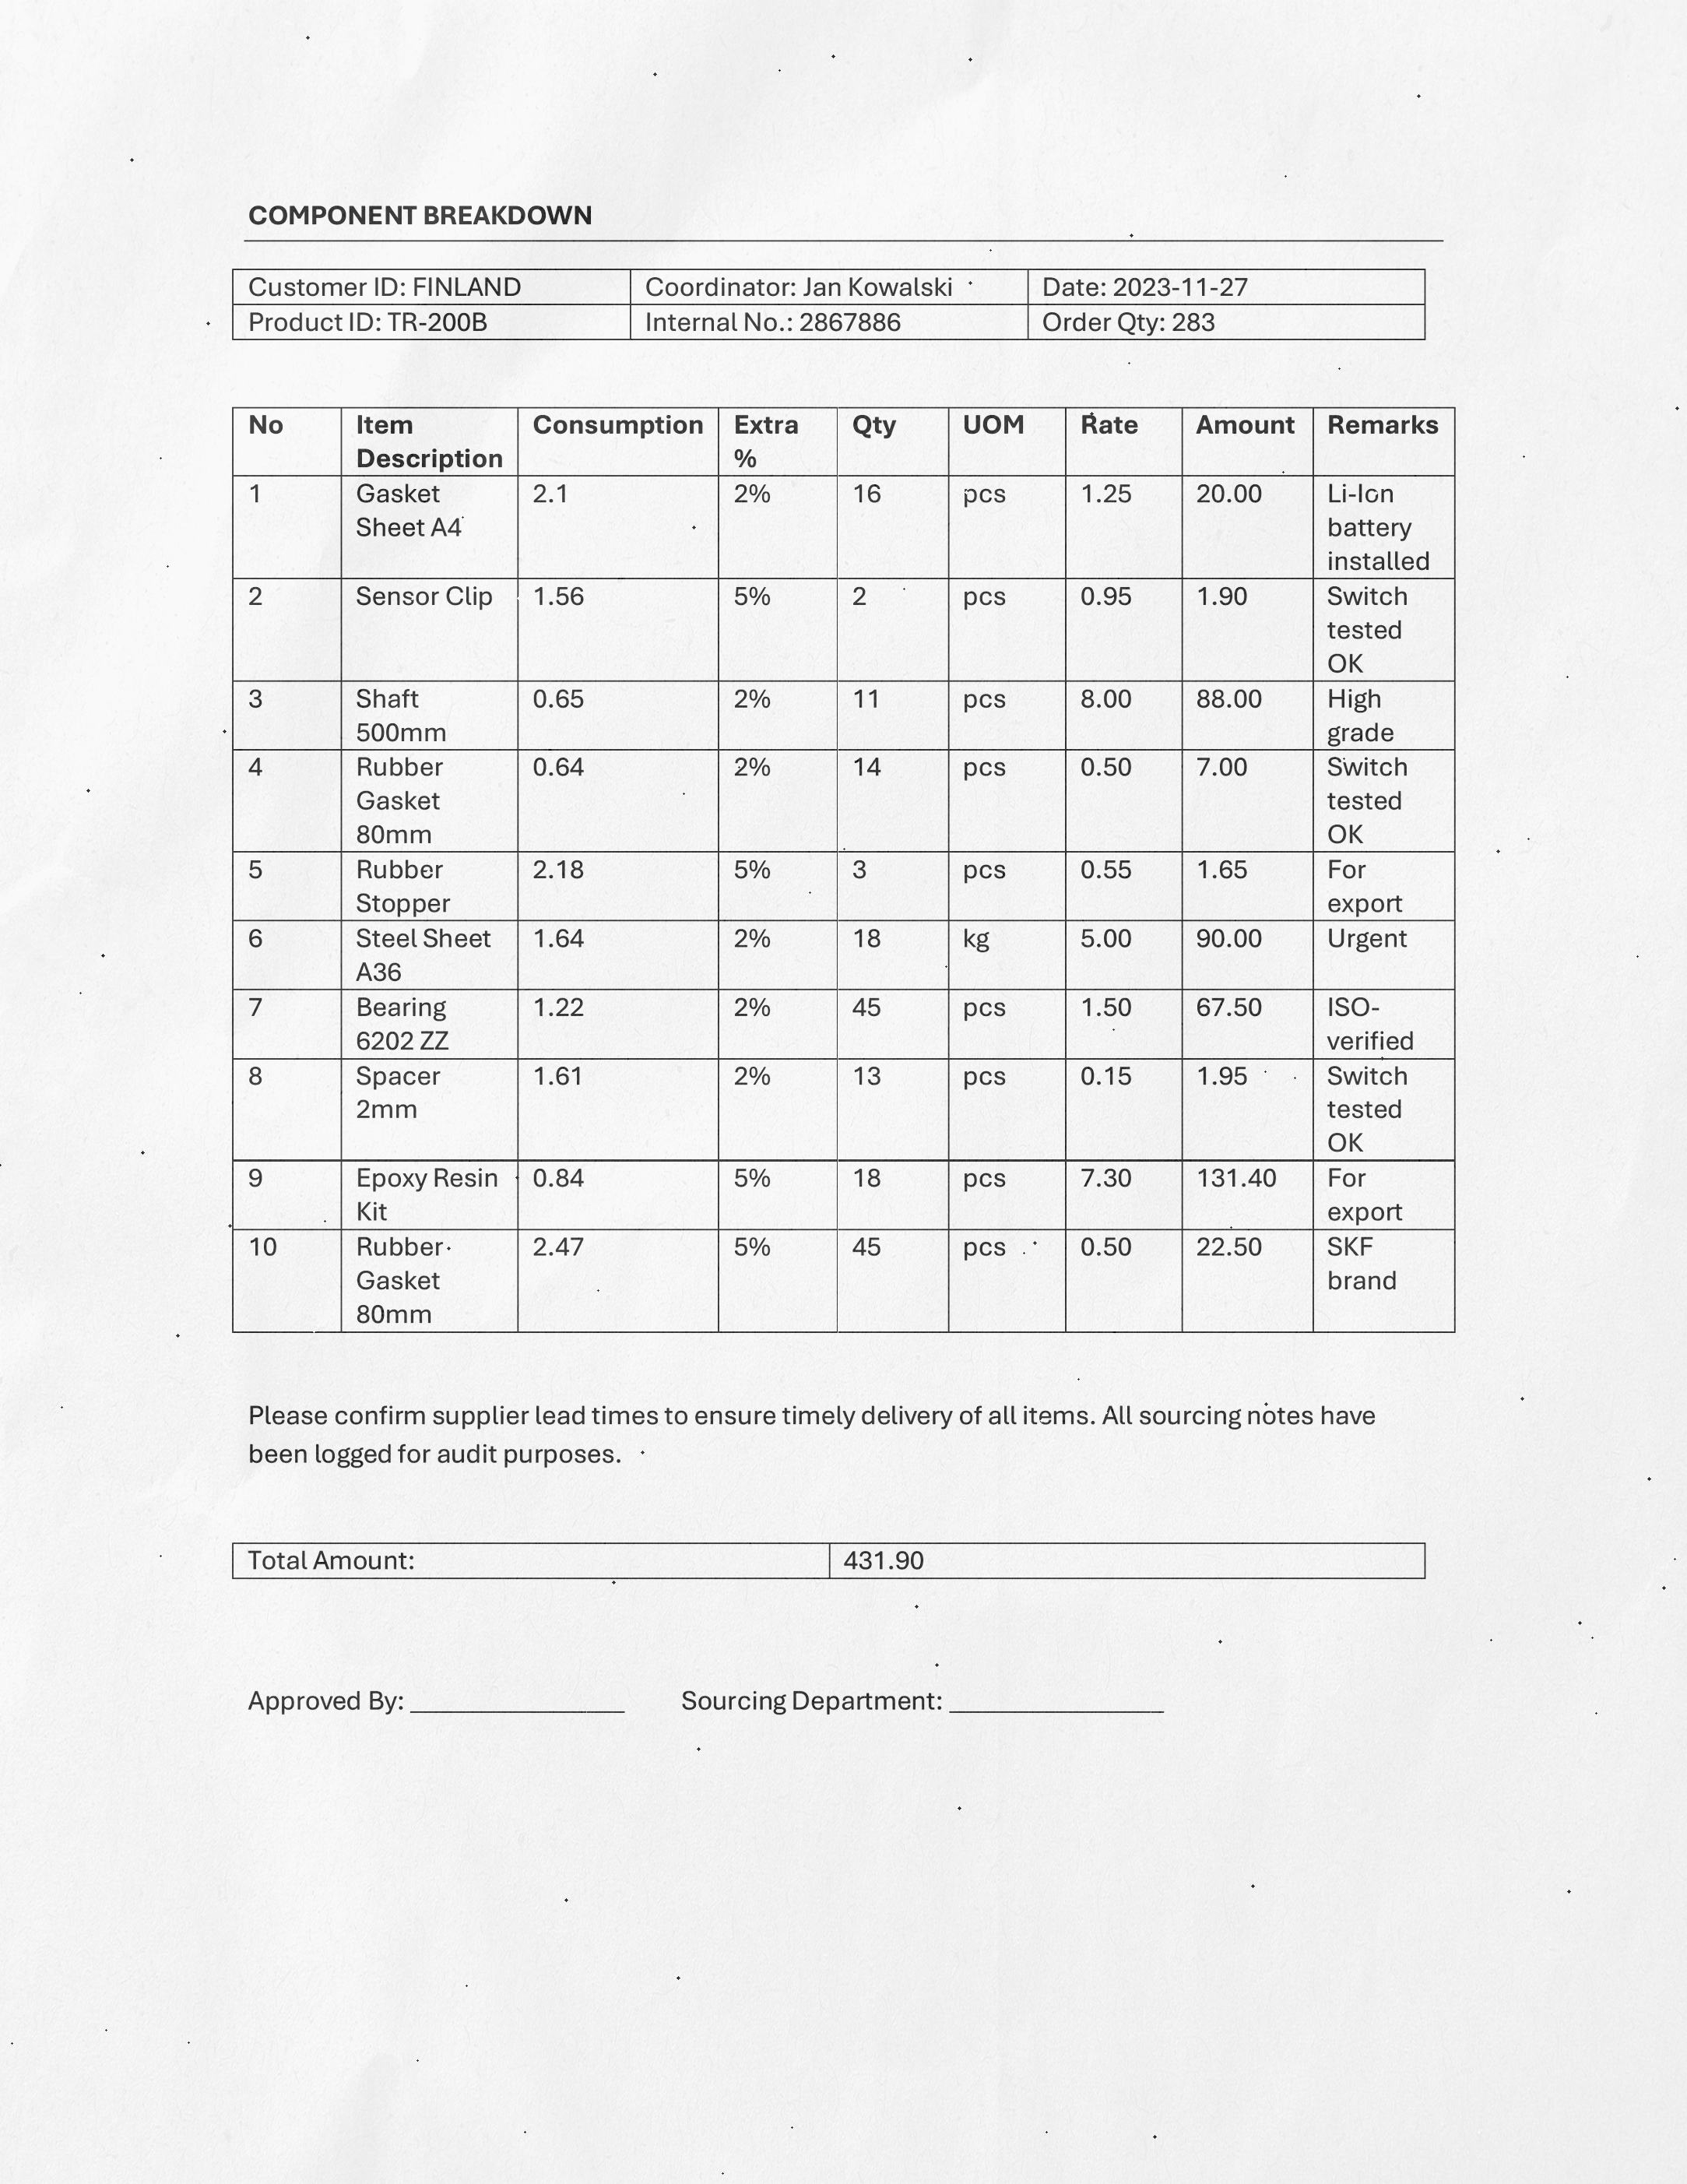 COMPONENT BREAKDOWN
Customer ID: FINLAND Coordinator: Jan Kowalski Date: 2023-11-27
Product ID: TR-200B Internal No.: 2867886 Order Qty: 283
No Item Consumption Extra Qty UOM Rate Amount Remarks
Description %
1 Gasket 2.1 2% 16 pcs 1.25 20.00 Li-Ion
Sheet A4 battery
installed
2 Sensor Clip 1.56 5% 2 pcs 0.95 1.90 Switch
tested
OK
3 Shaft 0.65 2% 11 pcs 8.00 88.00 High
500mm grade
4 Rubber 0.64 2% 14 pcs 0.50 7.00 Switch
Gasket tested
80mm OK
5 Rubber 2.18 5% 3 pcs 0.55 1.65 For
Stopper export
6 Steel Sheet 1.64 2% 18 kg 5.00 90.00 Urgent
A36
7 Bearing 1.22 2% 45 pcs 1.50 67.50 ISO-
6202 ZZ verified
8 Spacer 1.61 2% 13 pcs 0.15 1.95 Switch
2mm tested
OK
9 Epoxy Resin 0.84 5% 18 pcs 7.30 131.40 For
Kit export
10 Rubber 2.47 5% 45 pcs 0.50 22.50 SKF
Gasket brand
80mm
Please confirm supplier lead times to ensure timely delivery of all items. All sourcing notes have
been logged for audit purposes.
Total Amount: 431.90
Approved By: ________________ Sourcing Department: ________________